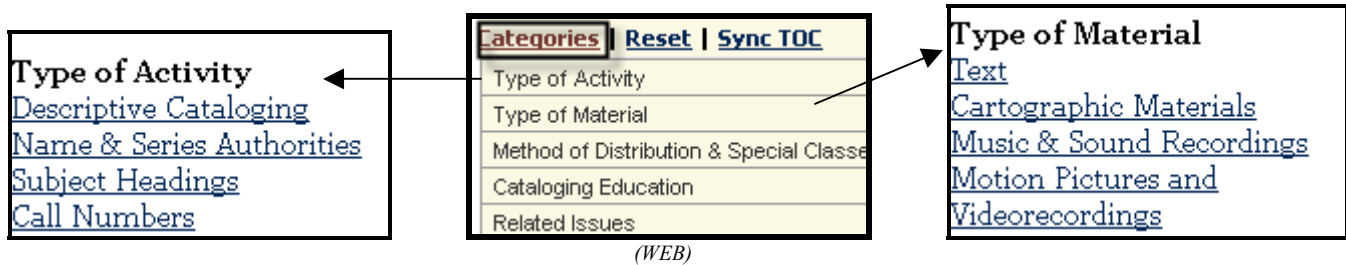 Type of Activity
Descriptive Cataloging
Name & Series Authorities
Subject Headings
Call Numbers
Categories | Reset | Sync TOC
Type of Activity
Type of Material
Method of Distribution & Special Classe
Cataloging Education
Related Issues
(WEB)
Type of Material
Text
Cartographic Materials
Music & Sound Recordings
Motion Pictures and
Videorecordings